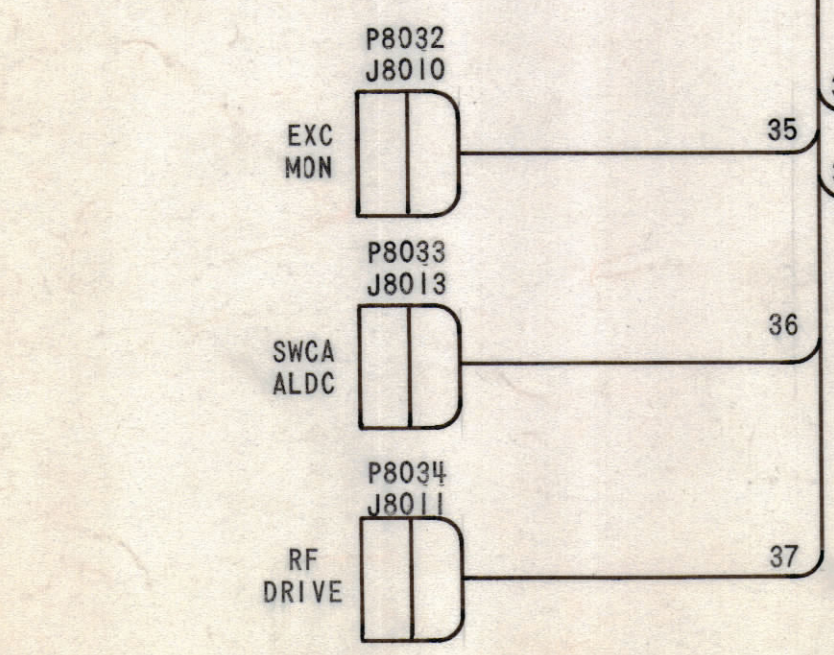 P8032
J8010
EXC
MON
35
P8033
J8013
SWCA
ALDC
36
P8034
J8011
RF
DRIVE
37